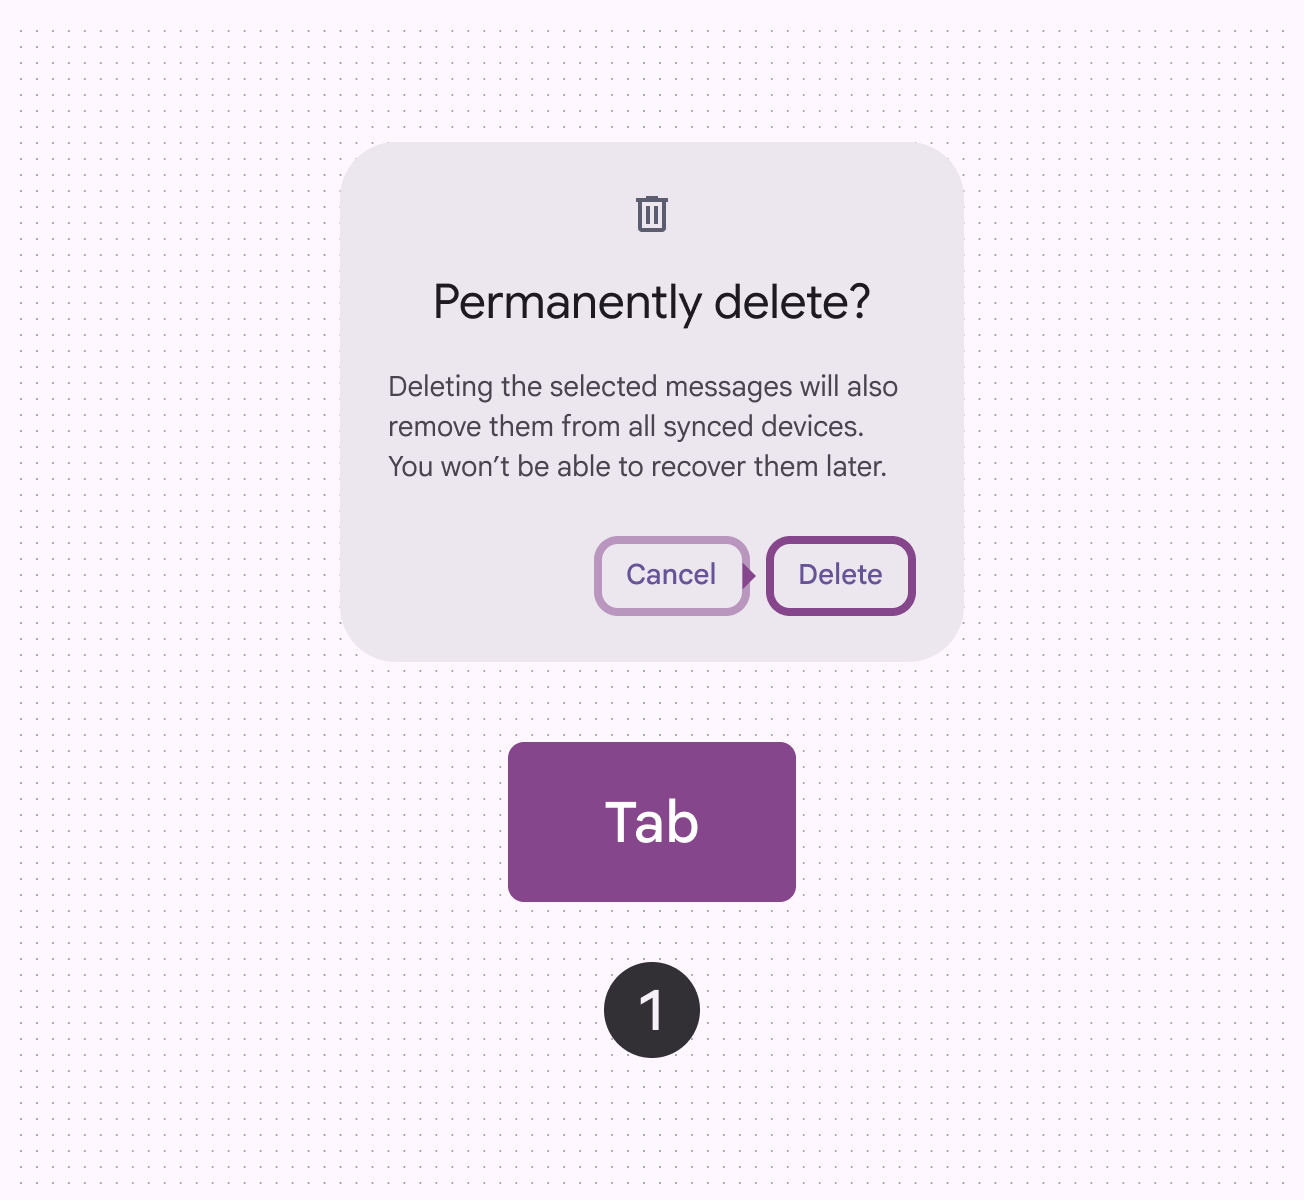 Permanently delete?
Deleting the selected messages will also
remove them from all synced devices.
You won’t be able to recover them later.
Cancel Delete
Tab
1